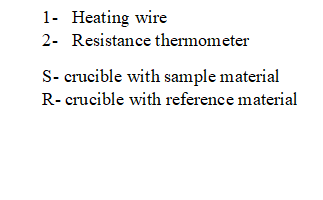 1- Heating wire
2- Resistance thermometer
S- crucible with sample material
R- crucible with reference material